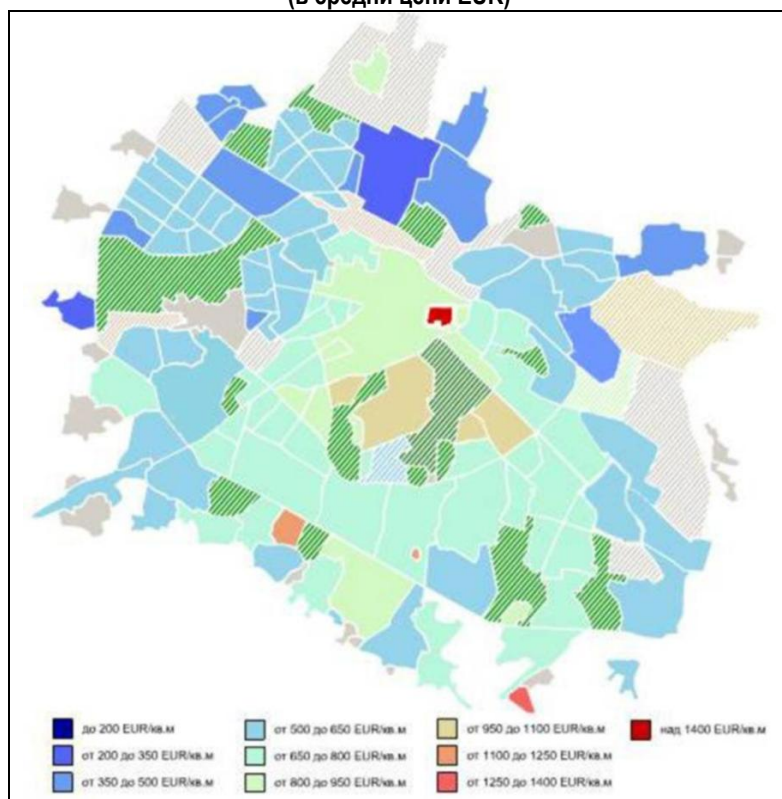 (в средни цени EUR)
до 200 EUR/кв.м
от 200 до 350 EUR/кв.м
от 350 до 500 EUR/кв.м
от 500 до 650 EUR/кв.м
от 650 до 800 EUR/кв.м
от 800 до 950 EUR/кв.м
от 950 до 1100 EUR/кв.м
от 1100 до 1250 EUR/кв.м
от 1250 до 1400 EUR/кв.м
над 1400 EUR/кв.м